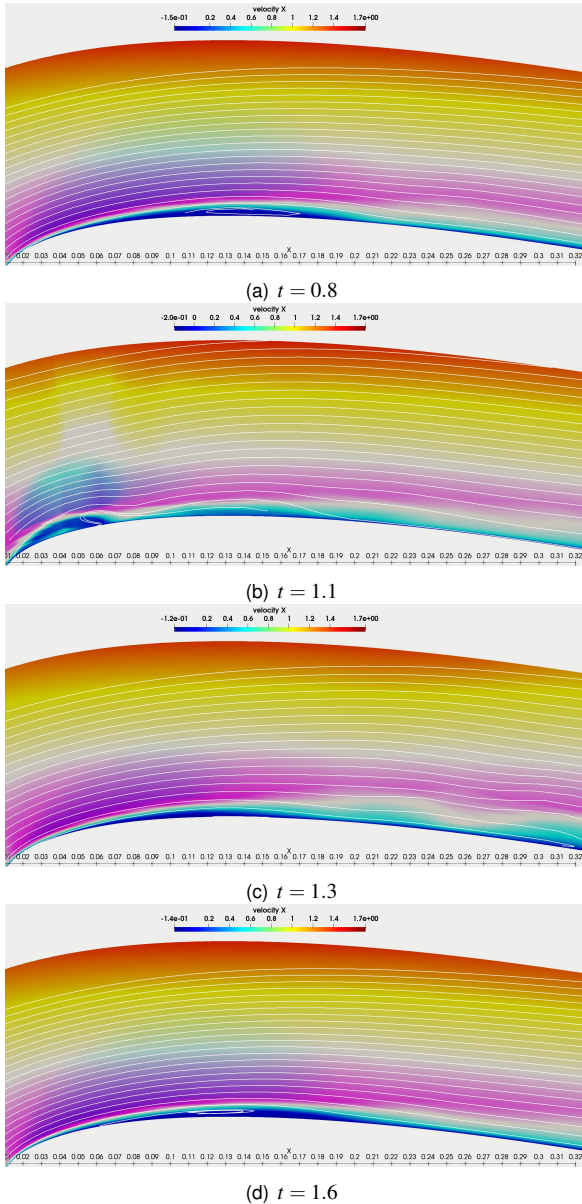 velocity X
-1.5e-01 0.2 0.4 0.6 0.8 1 1.2 1.4 1.7e+00
X
0.02 0.03 0.04 0.05 0.06 0.07 0.08 0.09 0.1 0.11 0.12 0.13 0.14 0.15 0.16 0.17 0.18 0.19 0.2 0.21 0.22 0.23 0.24 0.25 0.26 0.27 0.28 0.29 0.3 0.31 0.32
(a) t = 0.8
velocity X
-2.0e-01 0 0.2 0.4 0.6 0.8 1 1.2 1.4 1.7e+00
X
01 0.02 0.03 0.04 0.05 0.06 0.07 0.08 0.09 0.1 0.11 0.12 0.13 0.14 0.15 0.16 0.17 0.18 0.19 0.2 0.21 0.22 0.23 0.24 0.25 0.26 0.27 0.28 0.29 0.3 0.31 0.32
(b) t = 1.1
velocity X
-1.2e-01 0.2 0.4 0.6 0.8 1 1.2 1.4 1.7e+00
X
01 0.02 0.03 0.04 0.05 0.06 0.07 0.08 0.09 0.1 0.11 0.12 0.13 0.14 0.15 0.16 0.17 0.18 0.19 0.2 0.21 0.22 0.23 0.24 0.25 0.26 0.27 0.28 0.29 0.3 0.31 0.32
(c) t = 1.3
velocity X
-1.4e-01 0.2 0.4 0.6 0.8 1 1.2 1.4 1.7e+00
X
01 0.02 0.03 0.04 0.05 0.06 0.07 0.08 0.09 0.1 0.11 0.12 0.13 0.14 0.15 0.16 0.17 0.18 0.19 0.2 0.21 0.22 0.23 0.24 0.25 0.26 0.27 0.28 0.29 0.3 0.31 0.32
(d) t = 1.6